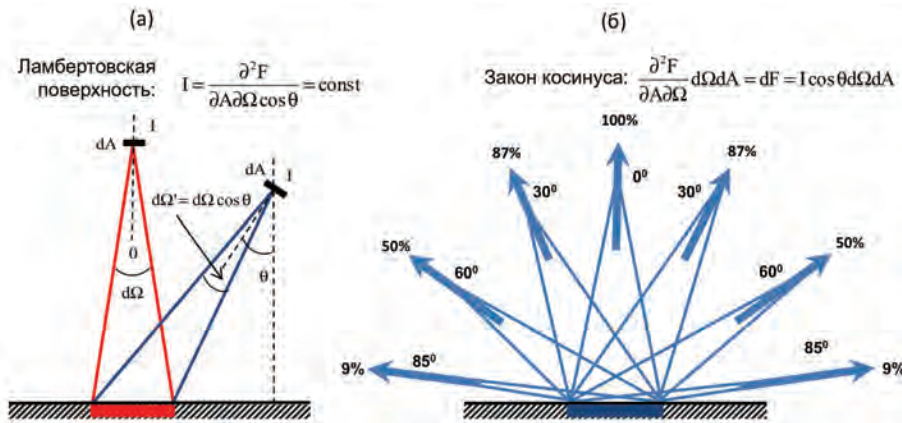 (а)
(б)
Ламбертовская
поверхность:
I = ∂²F / ∂A∂Ω cos θ = const
Закон косинуса: ∂²F / ∂A∂Ω dΩdA = dF = I cos θdΩdA
I
dA
dA
I
dΩ' = dΩ cos θ
θ
0
dΩ
100%
87%
87%
30⁰
0⁰
30⁰
50%
50%
60⁰
60⁰
85⁰
85⁰
9%
9%